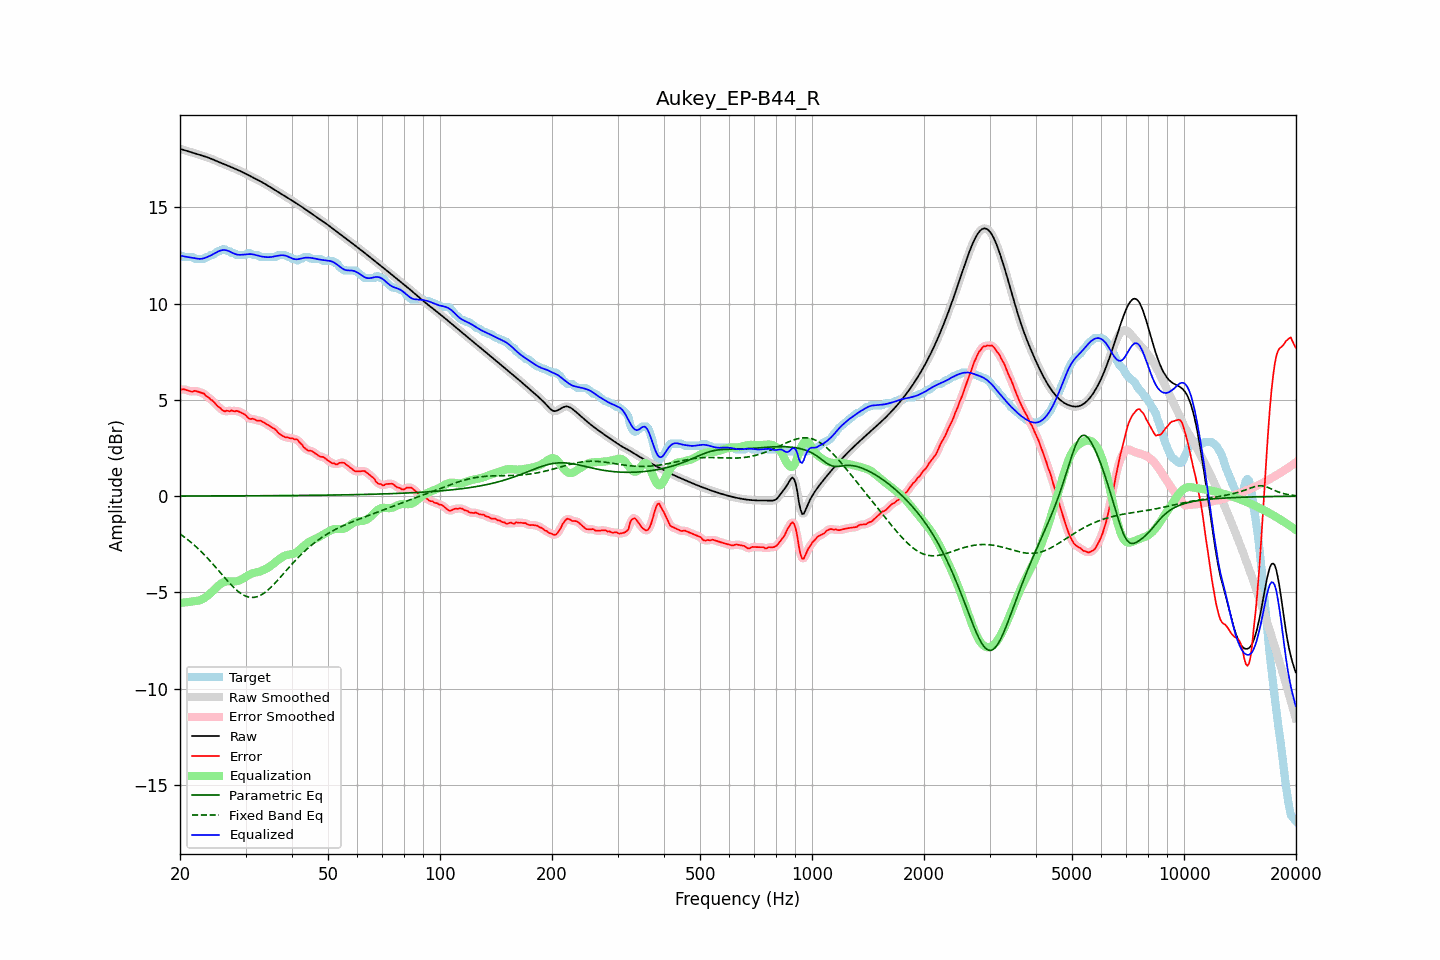 Aukey_EP-B44_R
Amplitude (dBr)
15
10
5
0
−5
−10
−15
Target
Raw Smoothed
Error Smoothed
Raw
Error
Equalization
Parametric Eq
Fixed Band Eq
Equalized
20 50 100 200 500 1000 2000 5000 10000 20000
Frequency (Hz)